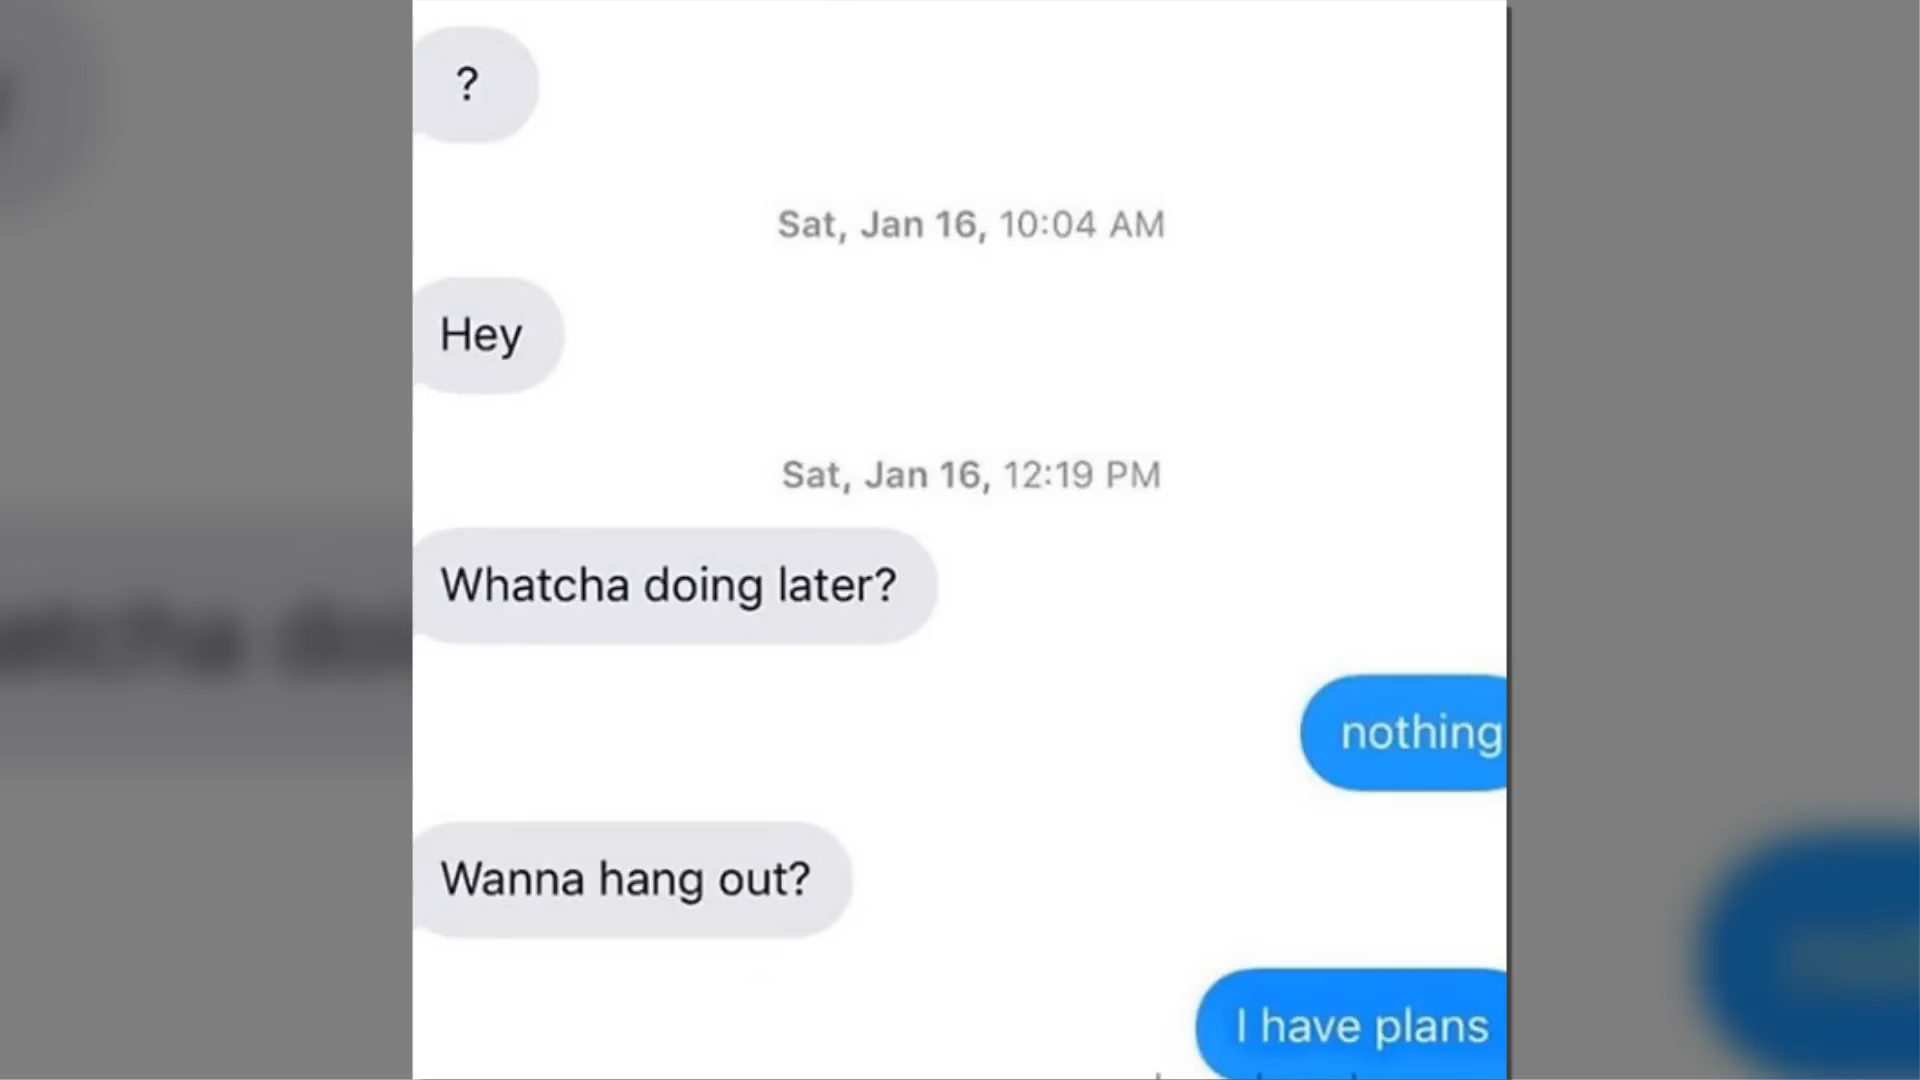 ?
Sat, Jan 16, 10:04 AM
Hey
Sat, Jan 16, 12:19 PM
Whatcha doing later?
nothing
Wanna hang out?
I have plans